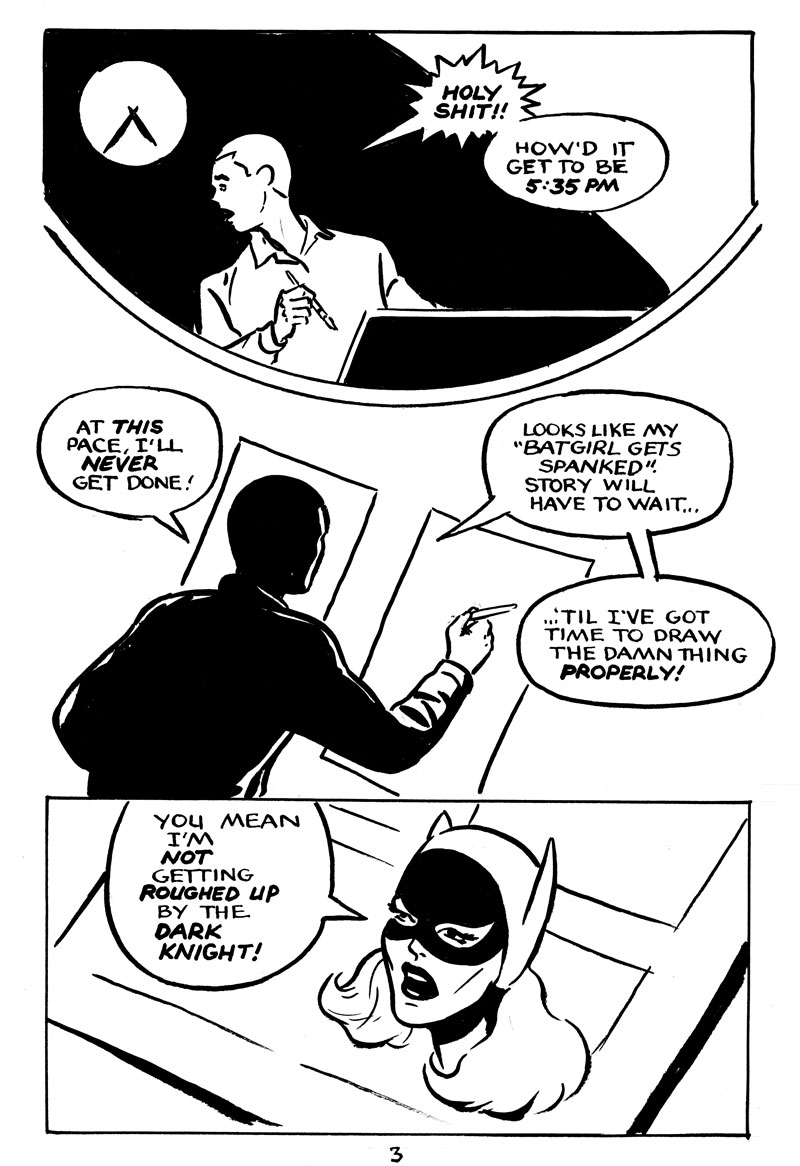 HOLY
SHIT!!
HOW'D IT
GET TO BE
5:35 PM
AT THIS
PACE, I'LL
NEVER
GET DONE!
LOOKS LIKE MY
"BATGIRL GETS
SPANKED".
STORY WILL
HAVE TO WAIT...
...'TIL I'VE GOT
TIME TO DRAW
THE DAMN THING
PROPERLY!
YOU MEAN
I'M
NOT
GETTING
ROUGHED UP
BY THE
DARK
KNIGHT!
3